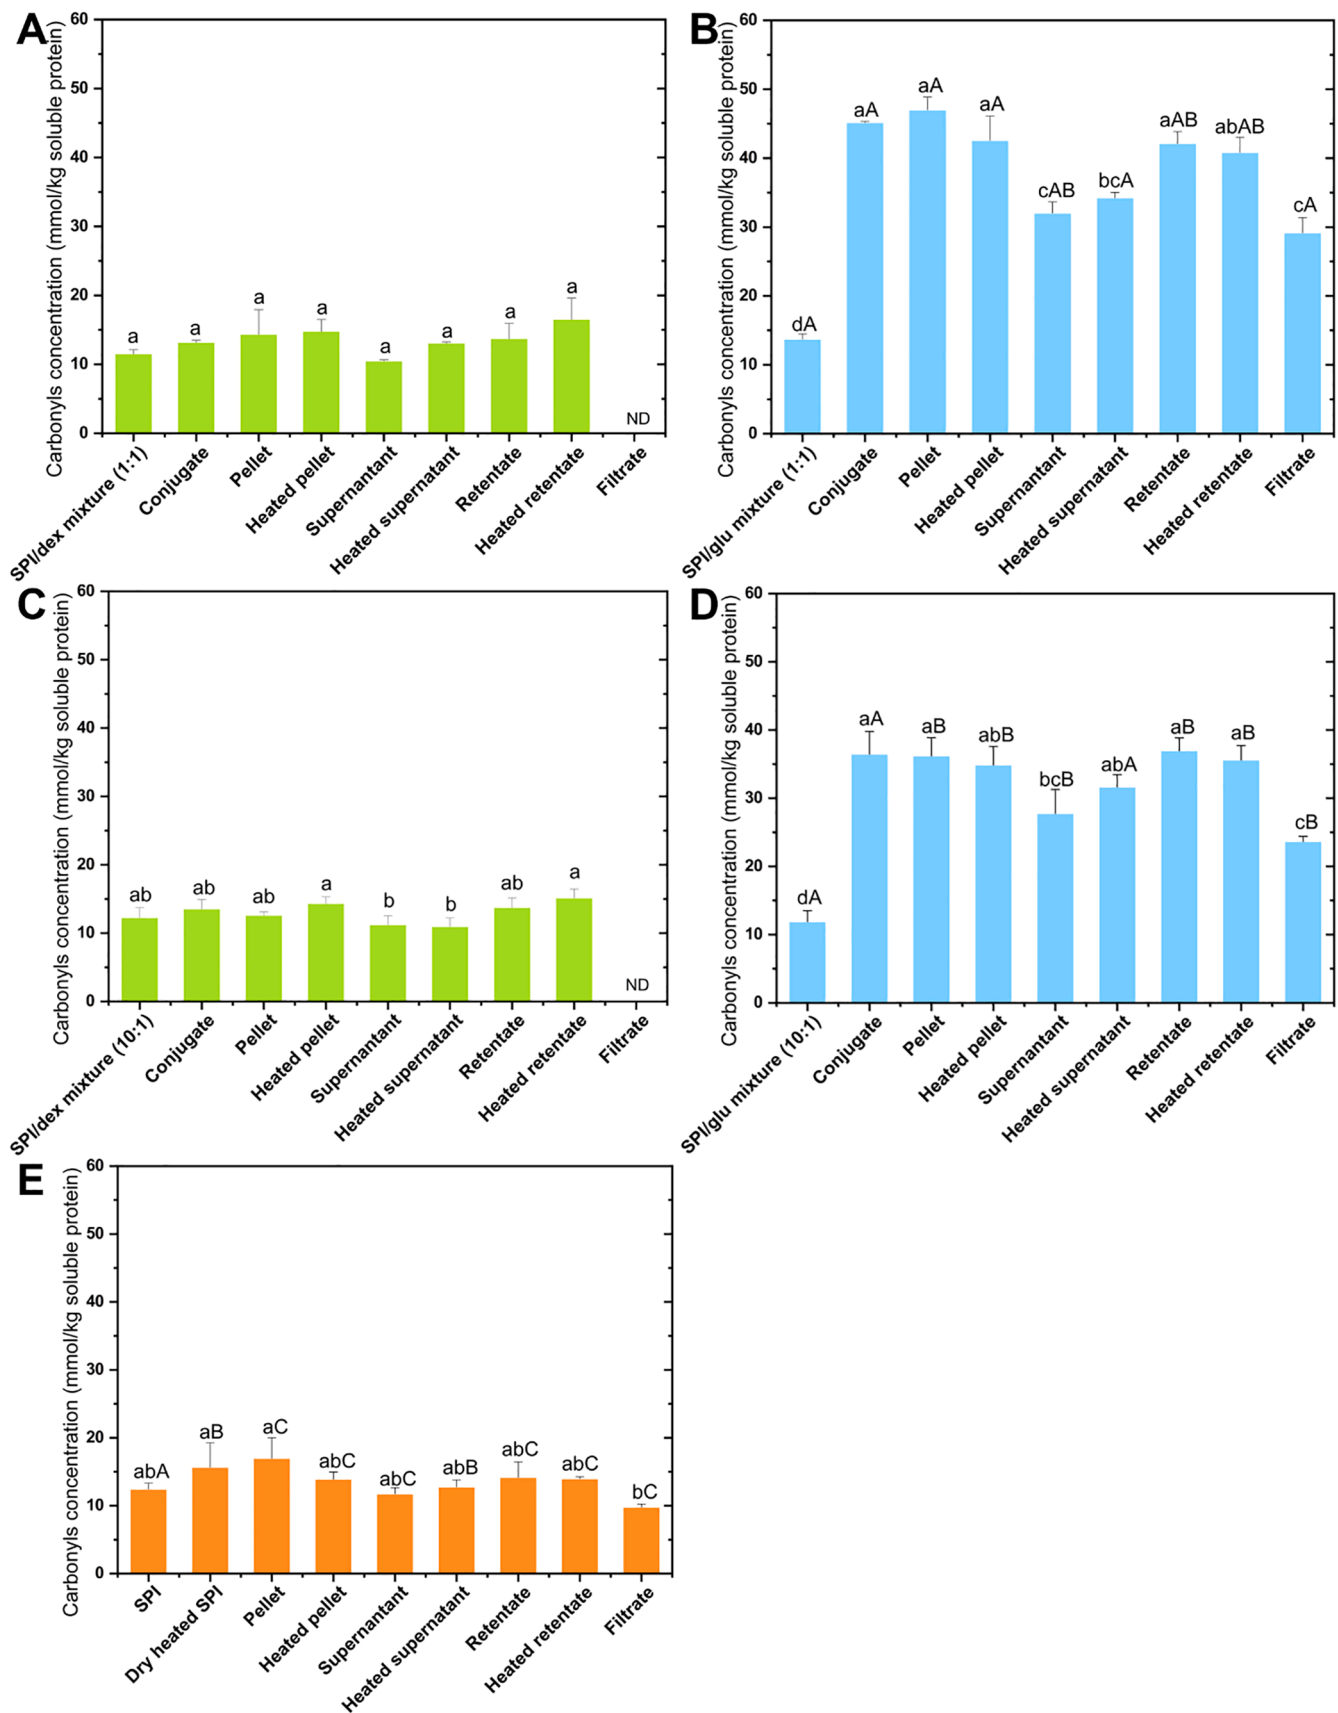 A
Carbonyls concentration (mmol/kg soluble protein)
60
50
40
30
20
10
0
a
a
a
a
a
a
a
a
ND
SPI/dex mixture (1:1)
Conjugate
Pellet
Heated pellet
Supernantant
Heated supernatant
Retentate
Heated retentate
Filtrate
B
Carbonyls concentration (mmol/kg soluble protein)
60
50
40
30
20
10
0
dA
aA
aA
aA
cAB
bcA
aAB
abAB
cA
SPI/glu mixture (1:1)
Conjugate
Pellet
Heated pellet
Supernantant
Heated supernatant
Retentate
Heated retentate
Filtrate
C
Carbonyls concentration (mmol/kg soluble protein)
60
50
40
30
20
10
0
ab
ab
ab
a
b
b
ab
a
ND
SPI/dex mixture (10:1)
Conjugate
Pellet
Heated pellet
Supernantant
Heated supernatant
Retentate
Heated retentate
Filtrate
D
Carbonyls concentration (mmol/kg soluble protein)
60
50
40
30
20
10
0
dA
aA
aB
abB
bcB
abA
aB
aB
cB
SPI/glu mixture (10:1)
Conjugate
Pellet
Heated pellet
Supernantant
Heated supernatant
Retentate
Heated retentate
Filtrate
E
Carbonyls concentration (mmol/kg soluble protein)
60
50
40
30
20
10
0
abA
aB
aC
abC
abC
abB
abC
abC
bC
SPI
Dry heated SPI
Pellet
Heated pellet
Supernantant
Heated supernatant
Retentate
Heated retentate
Filtrate